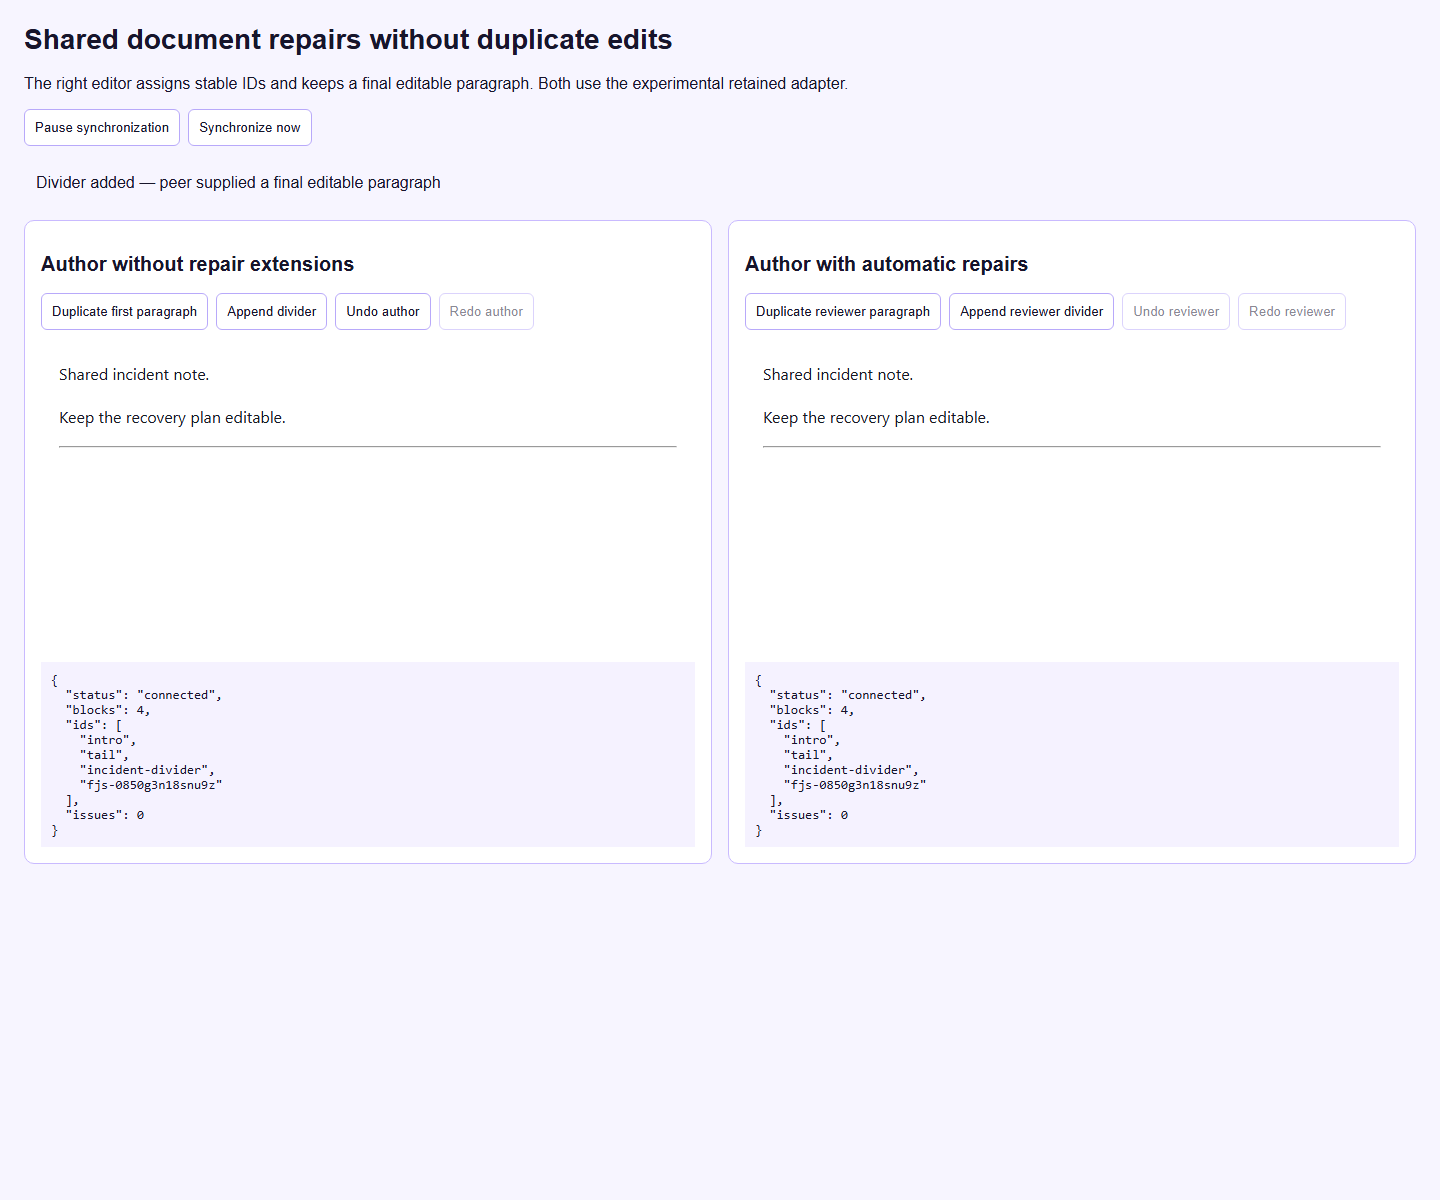 Shared document repairs without duplicate edits
The right editor assigns stable IDs and keeps a final editable paragraph. Both use the experimental retained adapter.
Pause synchronization
Synchronize now
Divider added — peer supplied a final editable paragraph
Author without repair extensions
Duplicate first paragraph
Append divider
Undo author
Redo author
Shared incident note.
Keep the recovery plan editable.
{
  "status": "connected",
  "blocks": 4,
  "ids": [
    "intro",
    "tail",
    "incident-divider",
    "fjs-0850g3n18snu9z"
  ],
  "issues": 0
}
Author with automatic repairs
Duplicate reviewer paragraph
Append reviewer divider
Undo reviewer
Redo reviewer
Shared incident note.
Keep the recovery plan editable.
{
  "status": "connected",
  "blocks": 4,
  "ids": [
    "intro",
    "tail",
    "incident-divider",
    "fjs-0850g3n18snu9z"
  ],
  "issues": 0
}